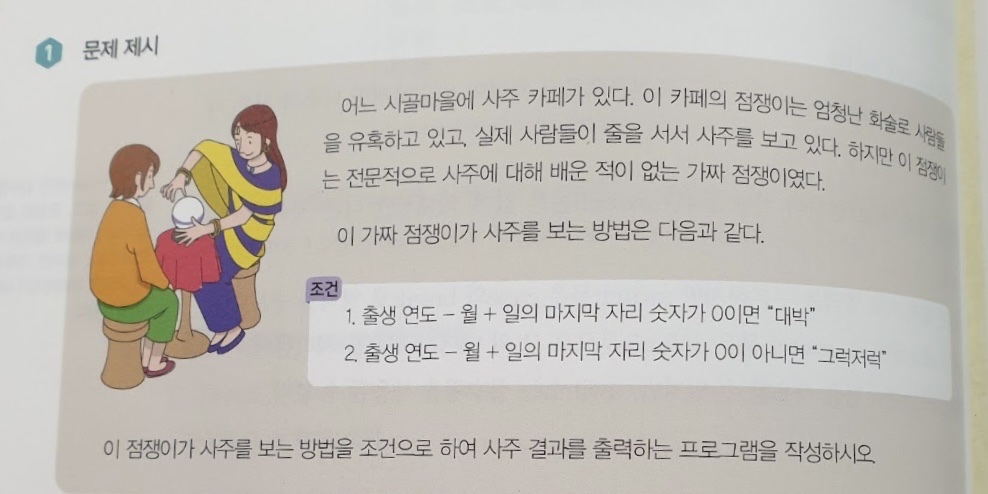 1 문제 제시
어느 시골마을에 사주 카페가 있다. 이 카페의 점쟁이는 엄청난 화술로 사람들
을 유혹하고 있고, 실제 사람들이 줄을 서서 사주를 보고 있다. 하지만 이 점쟁이
는 전문적으로 사주에 대해 배운 적이 없는 가짜 점쟁이였다.
이 가짜 점쟁이가 사주를 보는 방법은 다음과 같다.
조건
1. 출생 연도 – 월 + 일의 마지막 자리 숫자가 0이면 “대박”
2. 출생 연도 – 월 + 일의 마지막 자리 숫자가 0이 아니면 “그럭저럭”
이 점쟁이가 사주를 보는 방법을 조건으로 하여 사주 결과를 출력하는 프로그램을 작성하시오.